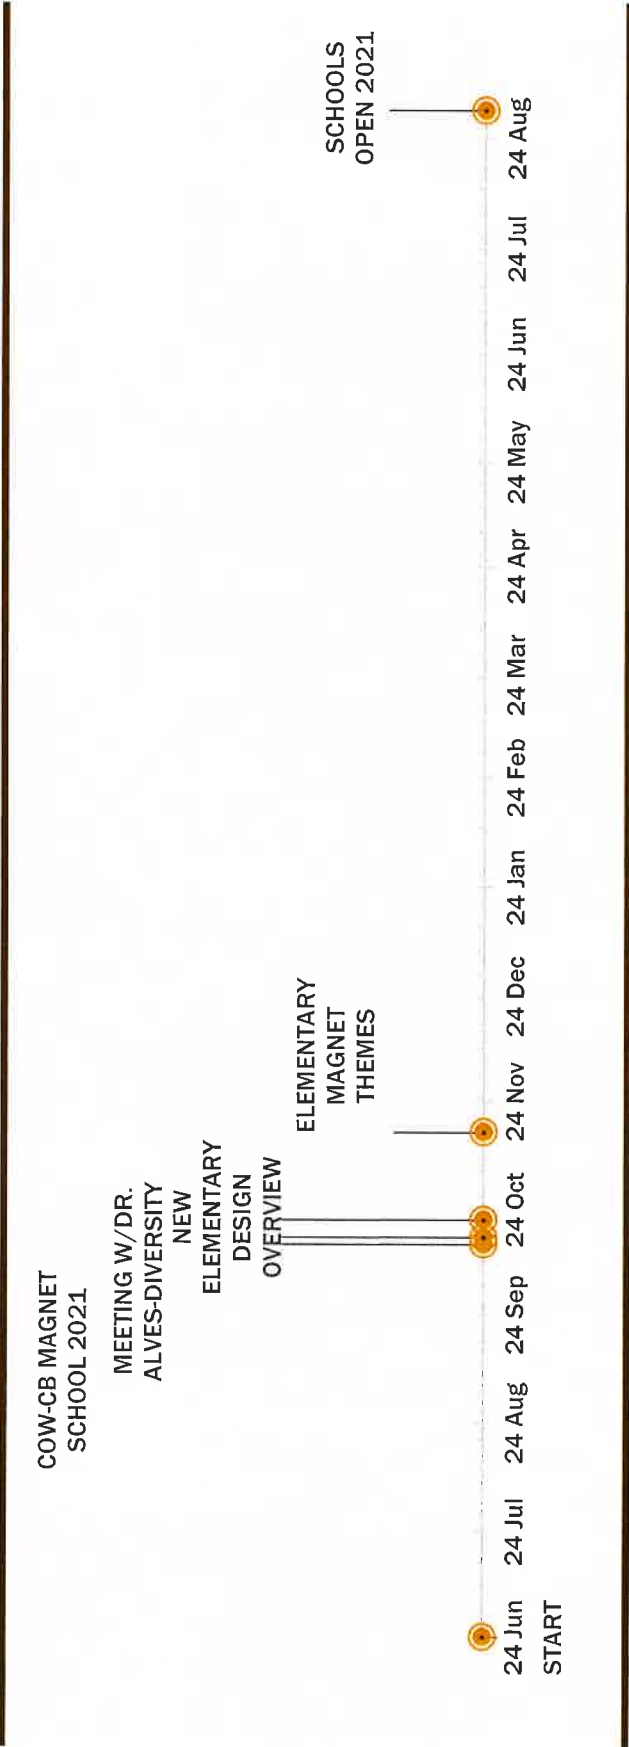 COW-CB MAGNET
SCHOOL 2021
MEETING W/DR.
ALVES-DIVERSITY
NEW
ELEMENTARY
DESIGN
OVERVIEW
ELEMENTARY
MAGNET
THEMES
SCHOOLS
OPEN 2021
24 Jun
24 Jul
24 Aug
24 Sep
24 Oct
24 Nov
24 Dec
24 Jan
24 Feb
24 Mar
24 Apr
24 May
24 Jun
24 Jul
24 Aug
START